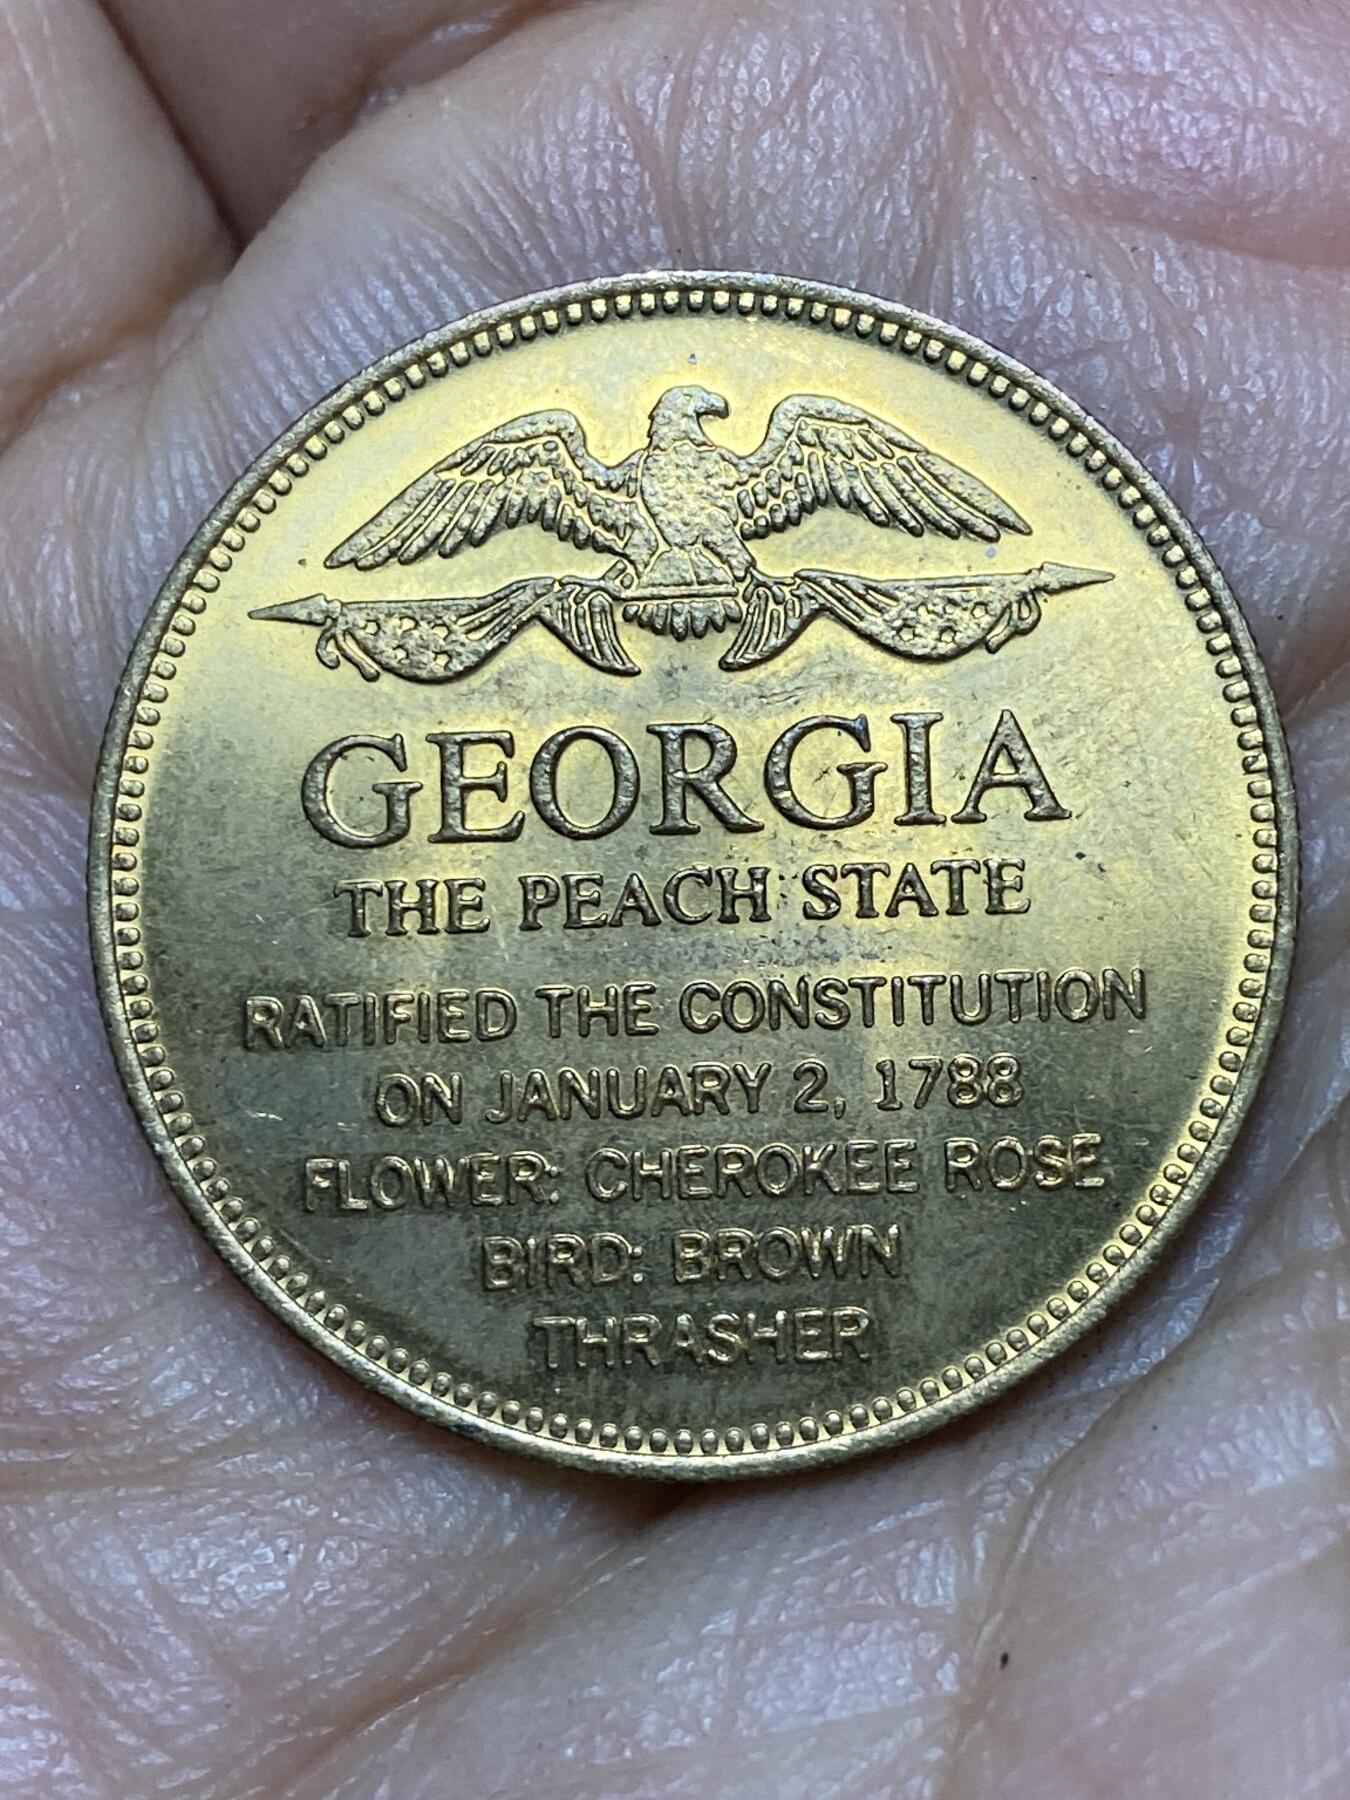 GEORGIA
THE PEACH STATE
RATIFIED THE CONSTITUTION
ON JANUARY 2, 1788
FLOWER: CHEROKEE ROSE
BIRD: BROWN
THRASHER